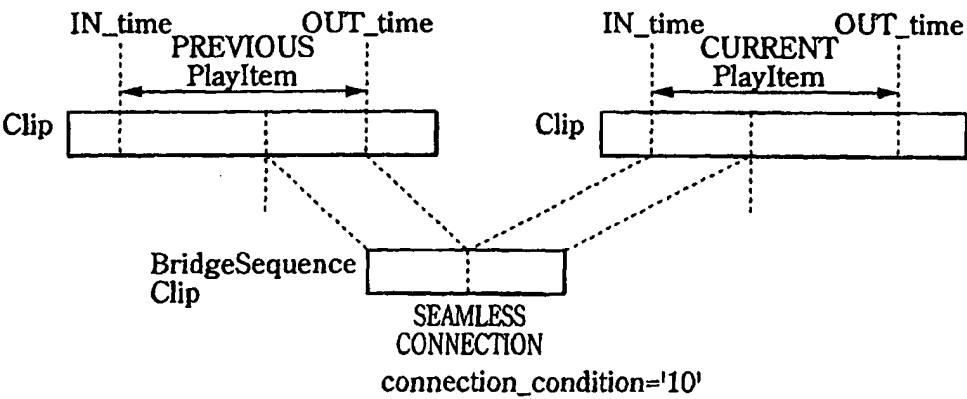 IN_time OUT_time
PREVIOUS
PlayItem
Clip
IN_time OUT_time
CURRENT
PlayItem
Clip
BridgeSequence
Clip
SEAMLESS
CONNECTION
connection_condition='10'